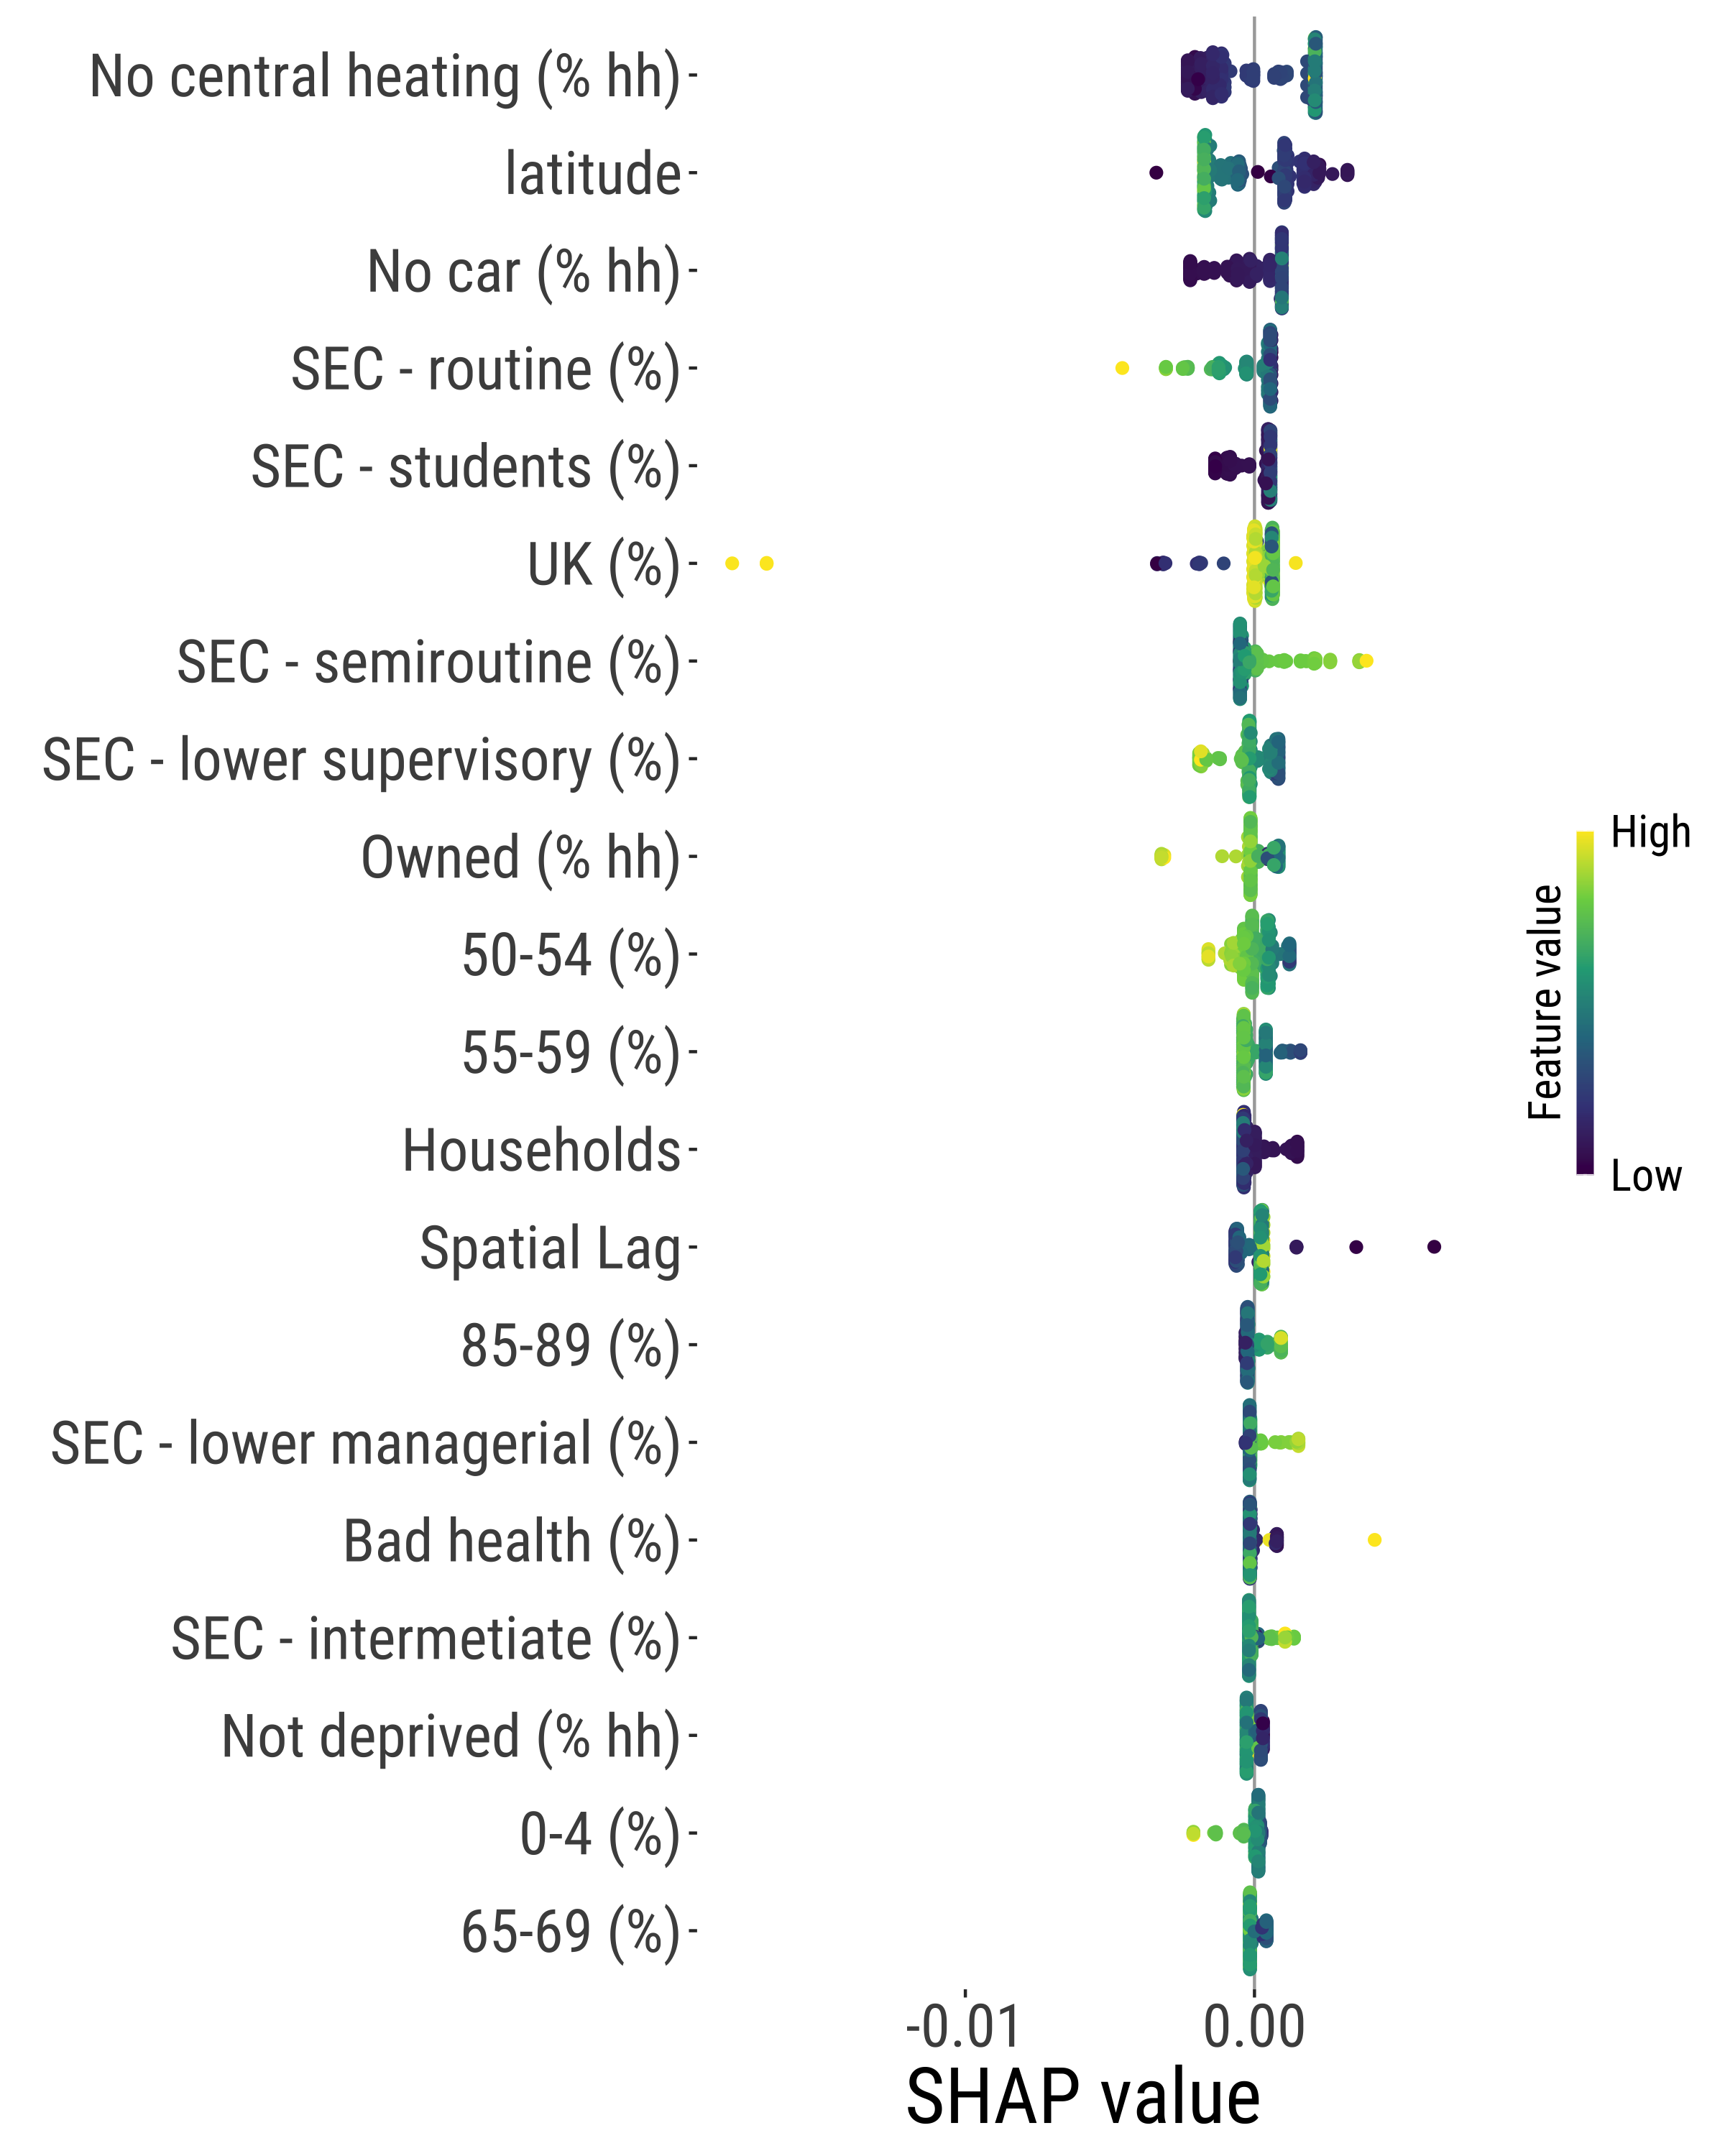 No central heating (% hh)
latitude
No car (% hh)
SEC - routine (%)
SEC - students (%)
UK (%)
SEC - semiroutine (%)
SEC - lower supervisory (%)
Owned (% hh)
50-54 (%)
55-59 (%)
Households
Spatial Lag
85-89 (%)
SEC - lower managerial (%)
Bad health (%)
SEC - intermetiate (%)
Not deprived (% hh)
0-4 (%)
65-69 (%)
-0.01
0.00
SHAP value
High
Feature value
Low